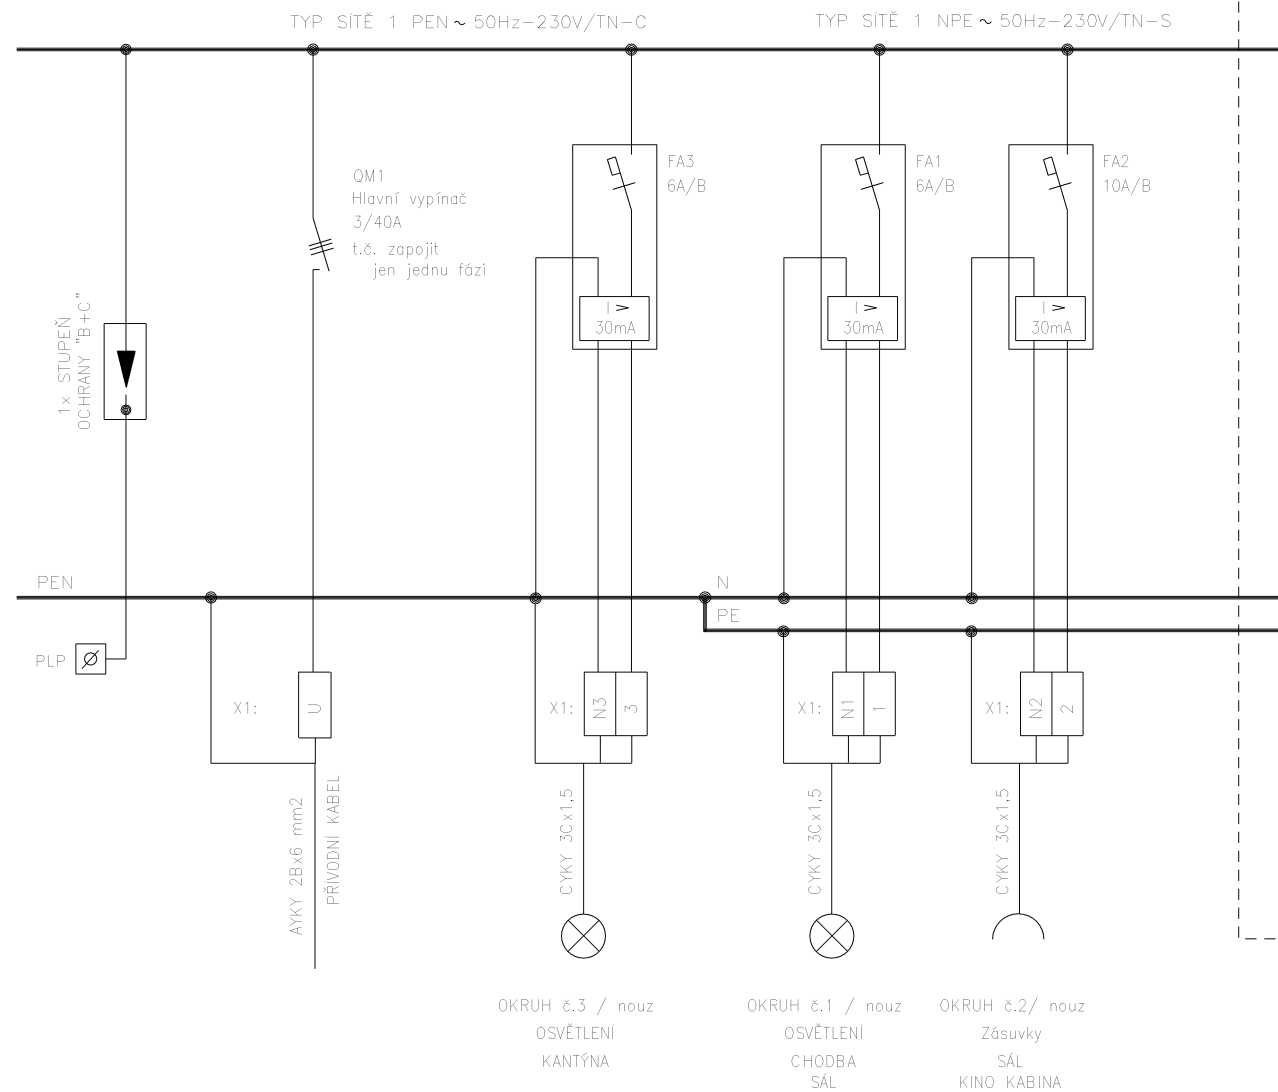 TYP SÍTĚ 1 PEN ~ 50Hz-230V/TN-C
TYP SÍTĚ 1 NPE ~ 50Hz-230V/TN-S
QM1
Hlavní vypínač
3/40A
t.č. zapojit
jen jednu fázi
FA3
6A/B
FA1
6A/B
FA2
10A/B
I >
30mA
I >
30mA
I >
30mA
1x STUPEŇ
OCHRANY "B+C"
PEN
N
PE
PLP
X1:
U
X1:
N3
3
X1:
N1
1
X1:
N2
2
AYKY 2Bx6 mm2
PŘÍVODNÍ KABEL
CYKY 3Cx1,5
CYKY 3Cx1,5
CYKY 3Cx1,5
OKRUH č.3 / nouz
OSVĚTLENÍ
KANTÝNA
OKRUH č.1 / nouz
OSVĚTLENÍ
CHODBA
SÁL
OKRUH č.2/ nouz
Zásuvky
SÁL
KINO KABINA